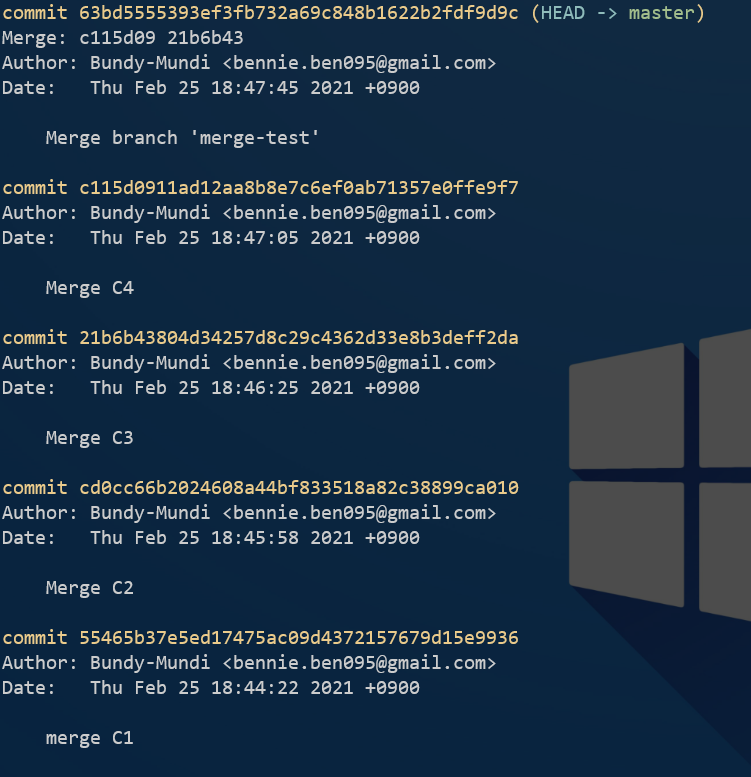 commit 63bd5555393ef3fb732a69c848b1622b2fdf9d9c (HEAD -> master)
Merge: c115d09 21b6b43
Author: Bundy-Mundi <bennie.ben095@gmail.com>
Date:   Thu Feb 25 18:47:45 2021 +0900
Merge branch 'merge-test'
commit c115d0911ad12aa8b8e7c6ef0ab71357e0ffe9f7
Author: Bundy-Mundi <bennie.ben095@gmail.com>
Date:   Thu Feb 25 18:47:05 2021 +0900
Merge C4
commit 21b6b43804d34257d8c29c4362d33e8b3deff2da
Author: Bundy-Mundi <bennie.ben095@gmail.com>
Date:   Thu Feb 25 18:46:25 2021 +0900
Merge C3
commit cd0cc66b2024608a44bf833518a82c38899ca010
Author: Bundy-Mundi <bennie.ben095@gmail.com>
Date:   Thu Feb 25 18:45:58 2021 +0900
Merge C2
commit 55465b37e5ed17475ac09d4372157679d15e9936
Author: Bundy-Mundi <bennie.ben095@gmail.com>
Date:   Thu Feb 25 18:44:22 2021 +0900
merge C1